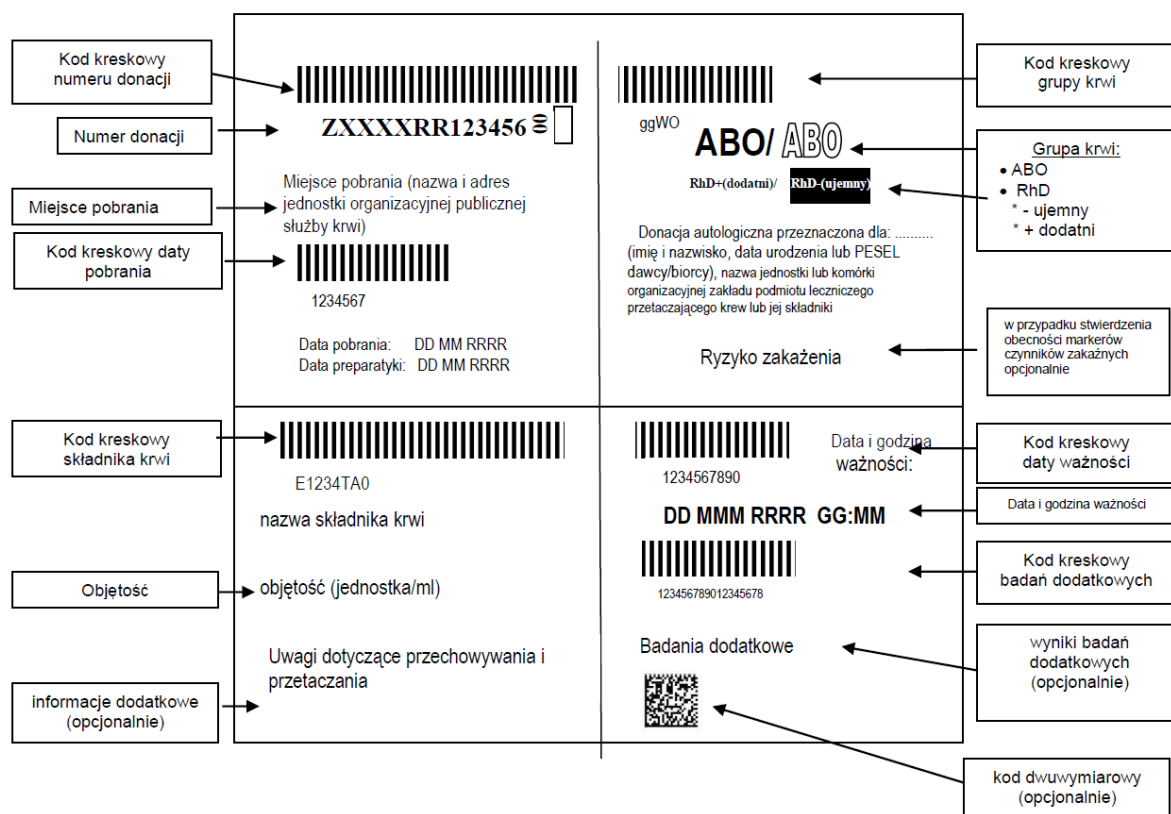 Kod kreskowy
numeru donacji
Numer donacji
Miejsce pobrania
Kod kreskowy daty
pobrania
ZXXXXRR123456 00
Miejsce pobrania (nazwa i adres
jednostki organizacyjnej publicznej
służby krwi)
1234567
Data pobrania: DD MM RRRR
Data preparatyki: DD MM RRRR
ggWO
ABO/ ABO
RhD+(dodatni)/ RhD-(ujemny)
Donacja autologiczna przeznaczona dla: ..........
(imię i nazwisko, data urodzenia lub PESEL
dawcy/biorcy), nazwa jednostki lub komórki
organizacyjnej zakładu podmiotu leczniczego
przetaczającego krew lub jej składniki
Ryzyko zakażenia
Kod kreskowy
grupy krwi
Grupa krwi:
• ABO
• RhD
* - ujemny
* + dodatni
w przypadku stwierdzenia
obecności markerów
czynników zakaźnych
opcjonalnie
Kod kreskowy
składnika krwi
Objętość
informacje dodatkowe
(opcjonalnie)
E1234TA0
nazwa składnika krwi
objętość (jednostka/ml)
Uwagi dotyczące przechowywania i
przetaczania
Data i godzina
ważności:
1234567890
DD MMM RRRR GG:MM
123456789012345678
Badania dodatkowe
Kod kreskowy
daty ważności
Data i godzina ważności
Kod kreskowy
badań dodatkowych
wyniki badań
dodatkowych
(opcjonalnie)
kod dwuwymiarowy
(opcjonalnie)